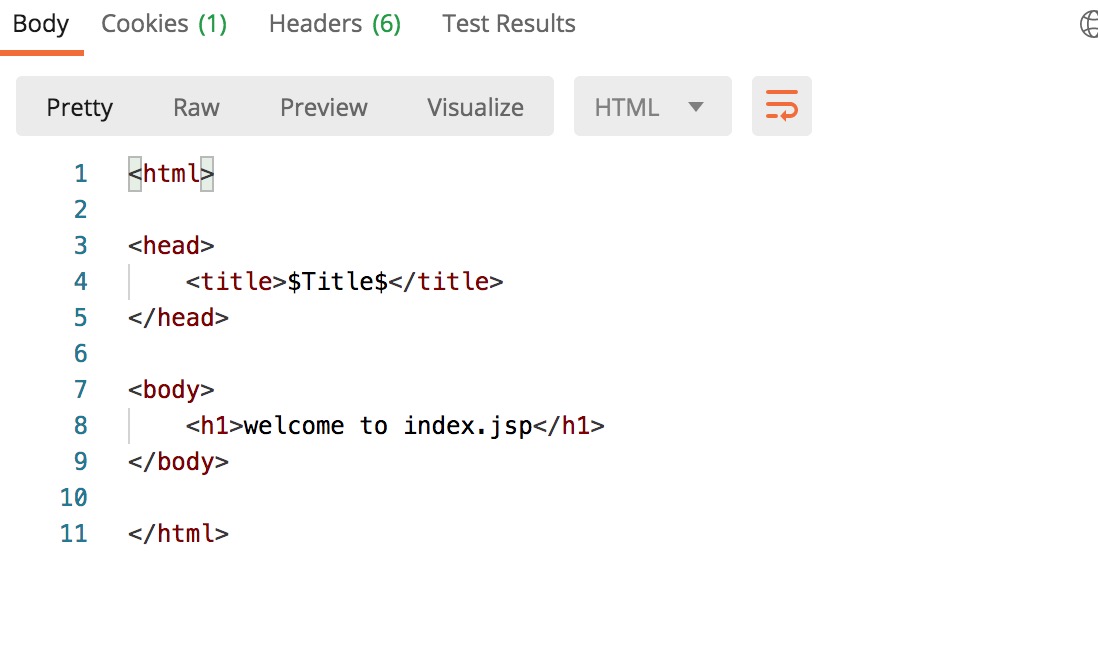 Body Cookies (1) Headers (6) Test Results
Pretty Raw Preview Visualize HTML
1 <html>
2
3 <head>
4     <title>$Title$</title>
5 </head>
6
7 <body>
8     <h1>welcome to index.jsp</h1>
9 </body>
10
11 </html>